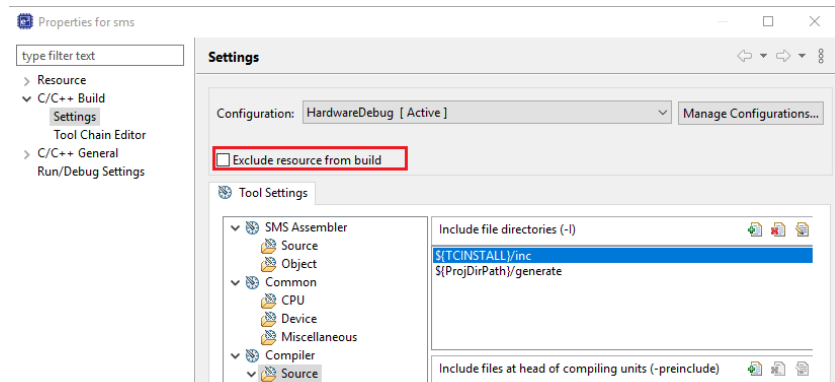 Properties for sms
type filter text
Resource
C/C++ Build
Settings
Tool Chain Editor
C/C++ General
Run/Debug Settings
Settings
Configuration: HardwareDebug [ Active ] Manage Configurations...
Exclude resource from build
Tool Settings
SMS Assembler
Source
Object
Common
CPU
Device
Miscellaneous
Compiler
Source
Include file directories (-I)
${TCINSTALL}/inc
${ProjDirPath}/generate
Include files at head of compiling units (-preinclude)